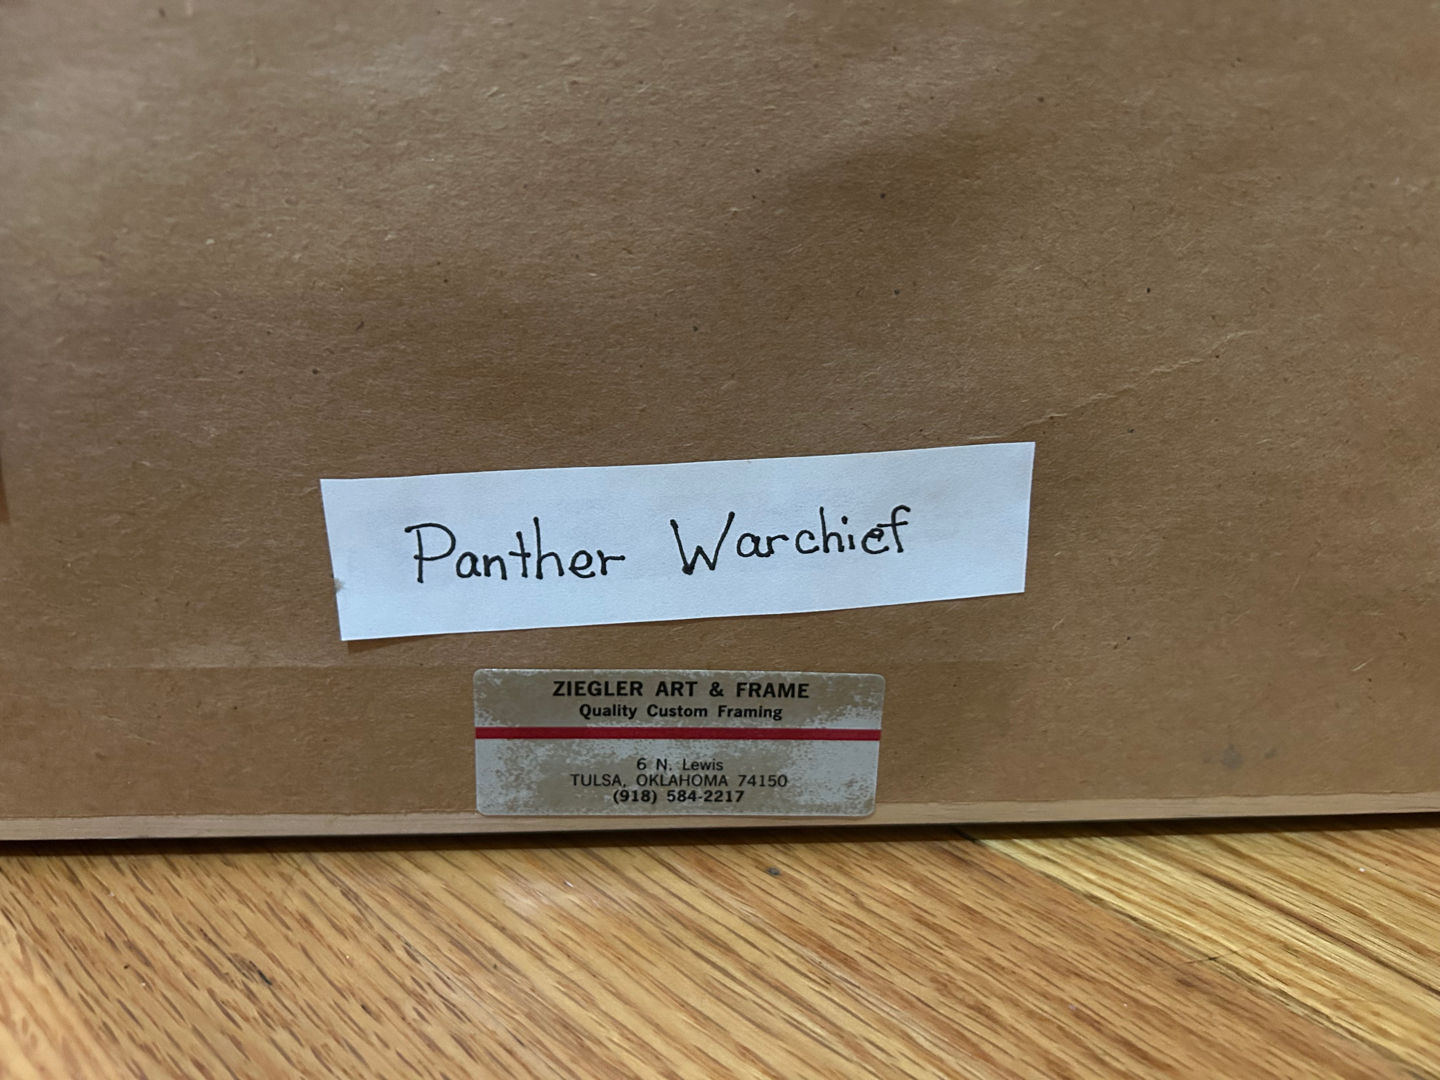 Panther Warchief
ZIEGLER ART & FRAME
Quality Custom Framing
6 N. Lewis
TULSA, OKLAHOMA 74150
(918) 584-2217